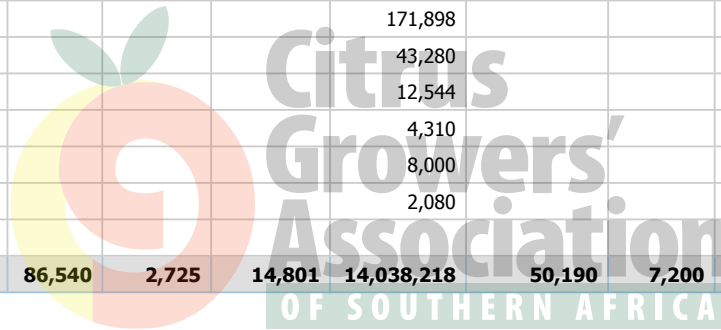 171,898
43,280
12,544
4,310
8,000
2,080
86,540 2,725 14,801 14,038,218 50,190 7,200
Citrus
Growers'
Association
OF SOUTHERN AFRICA